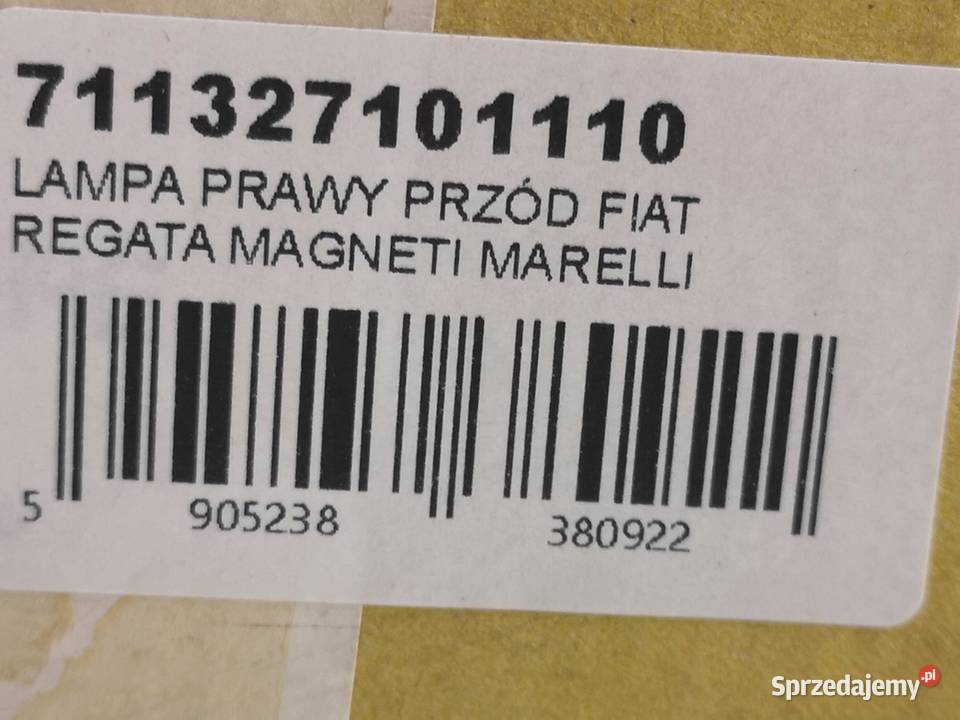 711327101110
LAMPA PRAWY PRZÓD FIAT
REGATA MAGNETI MARELLI
5 905238 380922
Sprzedajemy.pl